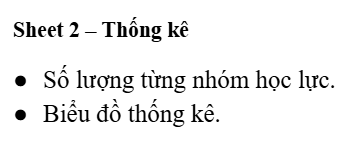 Sheet 2 – Thống kê
● Số lượng từng nhóm học lực.
● Biểu đồ thống kê.